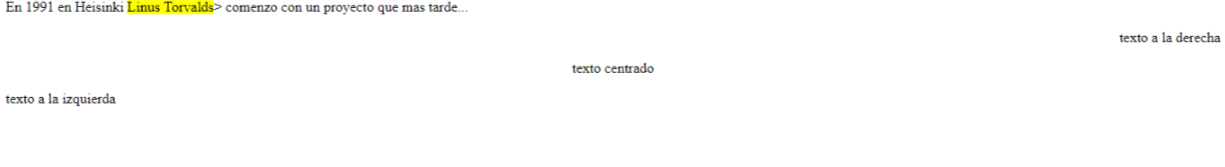 En 1991 en Heisinki Linus Torvalds> comenzo con un proyecto que mas tarde...
texto a la derecha
texto centrado
texto a la izquierda